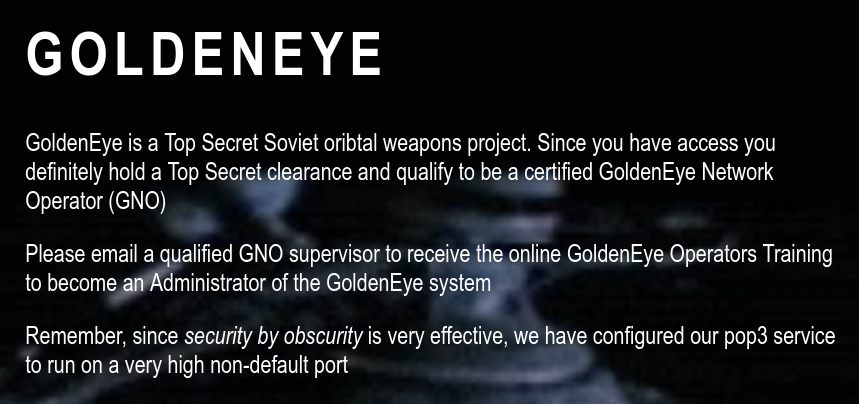 GOLDENEYE
GoldenEye is a Top Secret Soviet oribtal weapons project. Since you have access you
definitely hold a Top Secret clearance and qualify to be a certified GoldenEye Network
Operator (GNO)
Please email a qualified GNO supervisor to receive the online GoldenEye Operators Training
to become an Administrator of the GoldenEye system
Remember, since security by obscurity is very effective, we have configured our pop3 service
to run on a very high non-default port